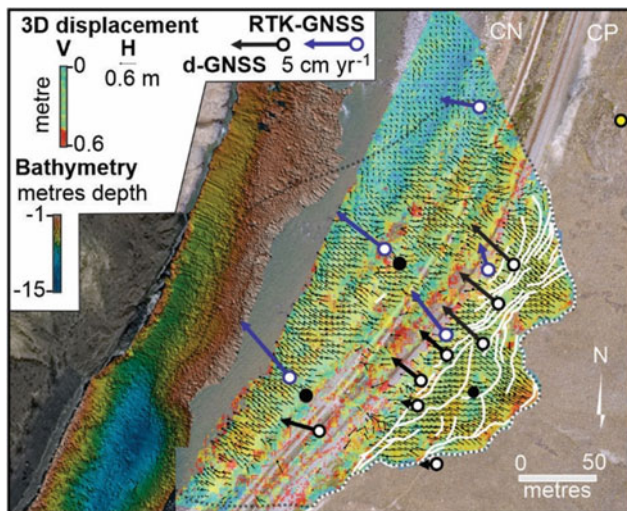 3D displacement
V H
0
0.6 m
metre
0.6
RTK-GNSS
d-GNSS 5 cm yr⁻¹
Bathymetry
metres depth
-1
-15
CN
CP
N
0 50
metres